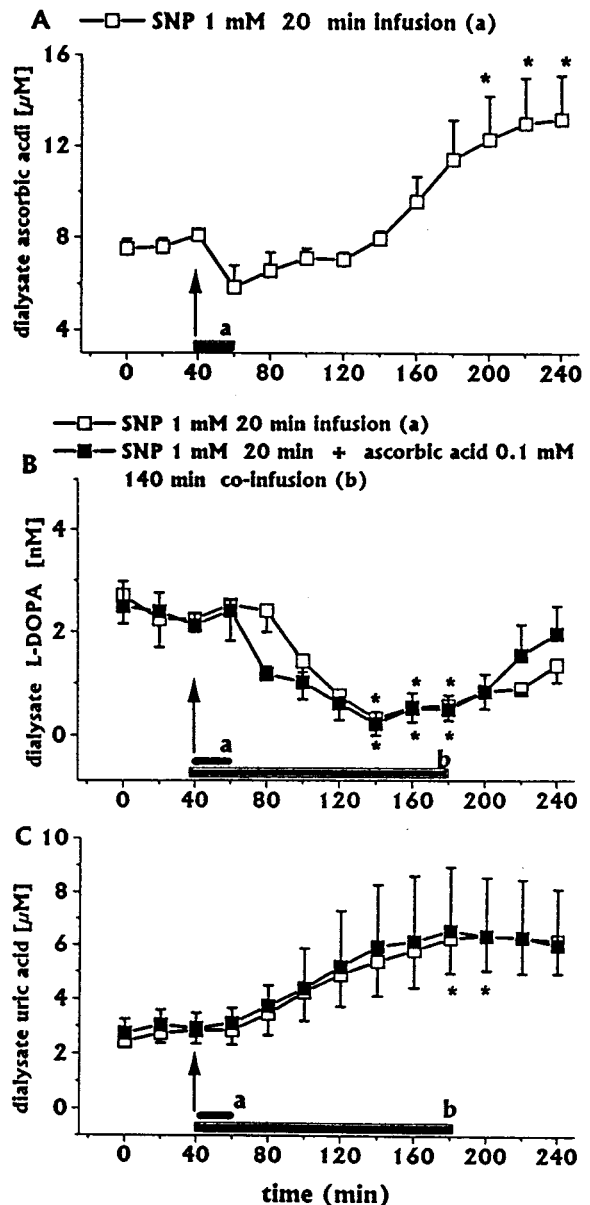 A
SNP 1 mM 20 min infusion (a)
dialysate ascorbic acdi [μM]
16
12
8
4
* * *
a
0 40 80 120 160 200 240
SNP 1 mM 20 min infusion (a)
SNP 1 mM 20 min + ascorbic acid 0.1 mM
140 min co-infusion (b)
B
dialysate L-DOPA [nM]
4
2
0
* * *
* * *
a
b
0 40 80 120 160 200 240
C
dialysate uric acid [μM]
10
8
6
4
2
0
* *
a
b
0 40 80 120 160 200 240
time (min)